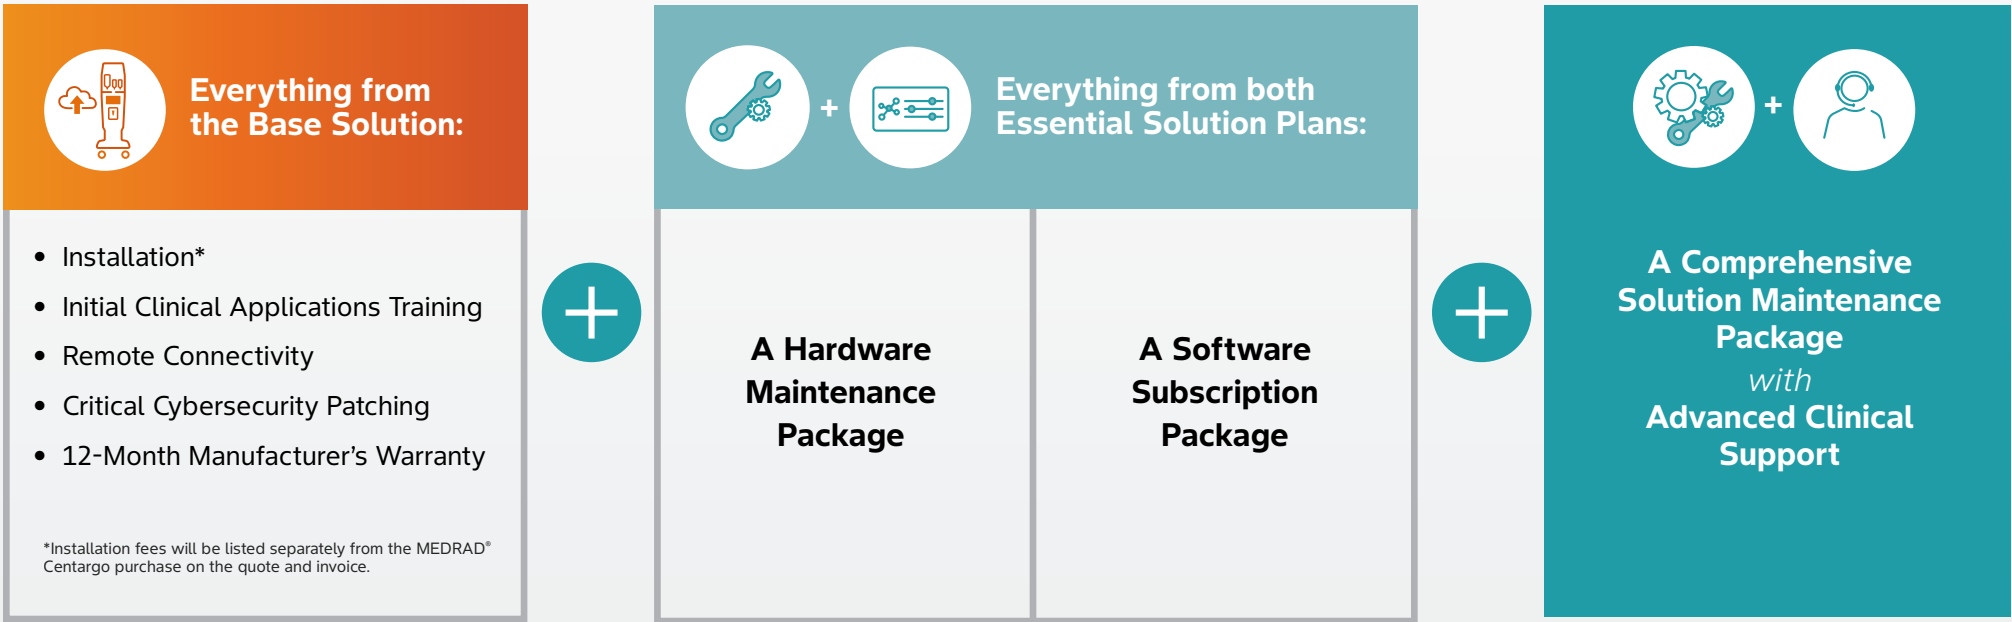 Everything from
the Base Solution:
• Installation*
• Initial Clinical Applications Training
• Remote Connectivity
• Critical Cybersecurity Patching
• 12-Month Manufacturer’s Warranty
*Installation fees will be listed separately from the MEDRAD®
Centargo purchase on the quote and invoice.
+
+
Everything from both
Essential Solution Plans:
A Hardware
Maintenance
Package
A Software
Subscription
Package
+
+
A Comprehensive
Solution Maintenance
Package
with
Advanced Clinical
Support